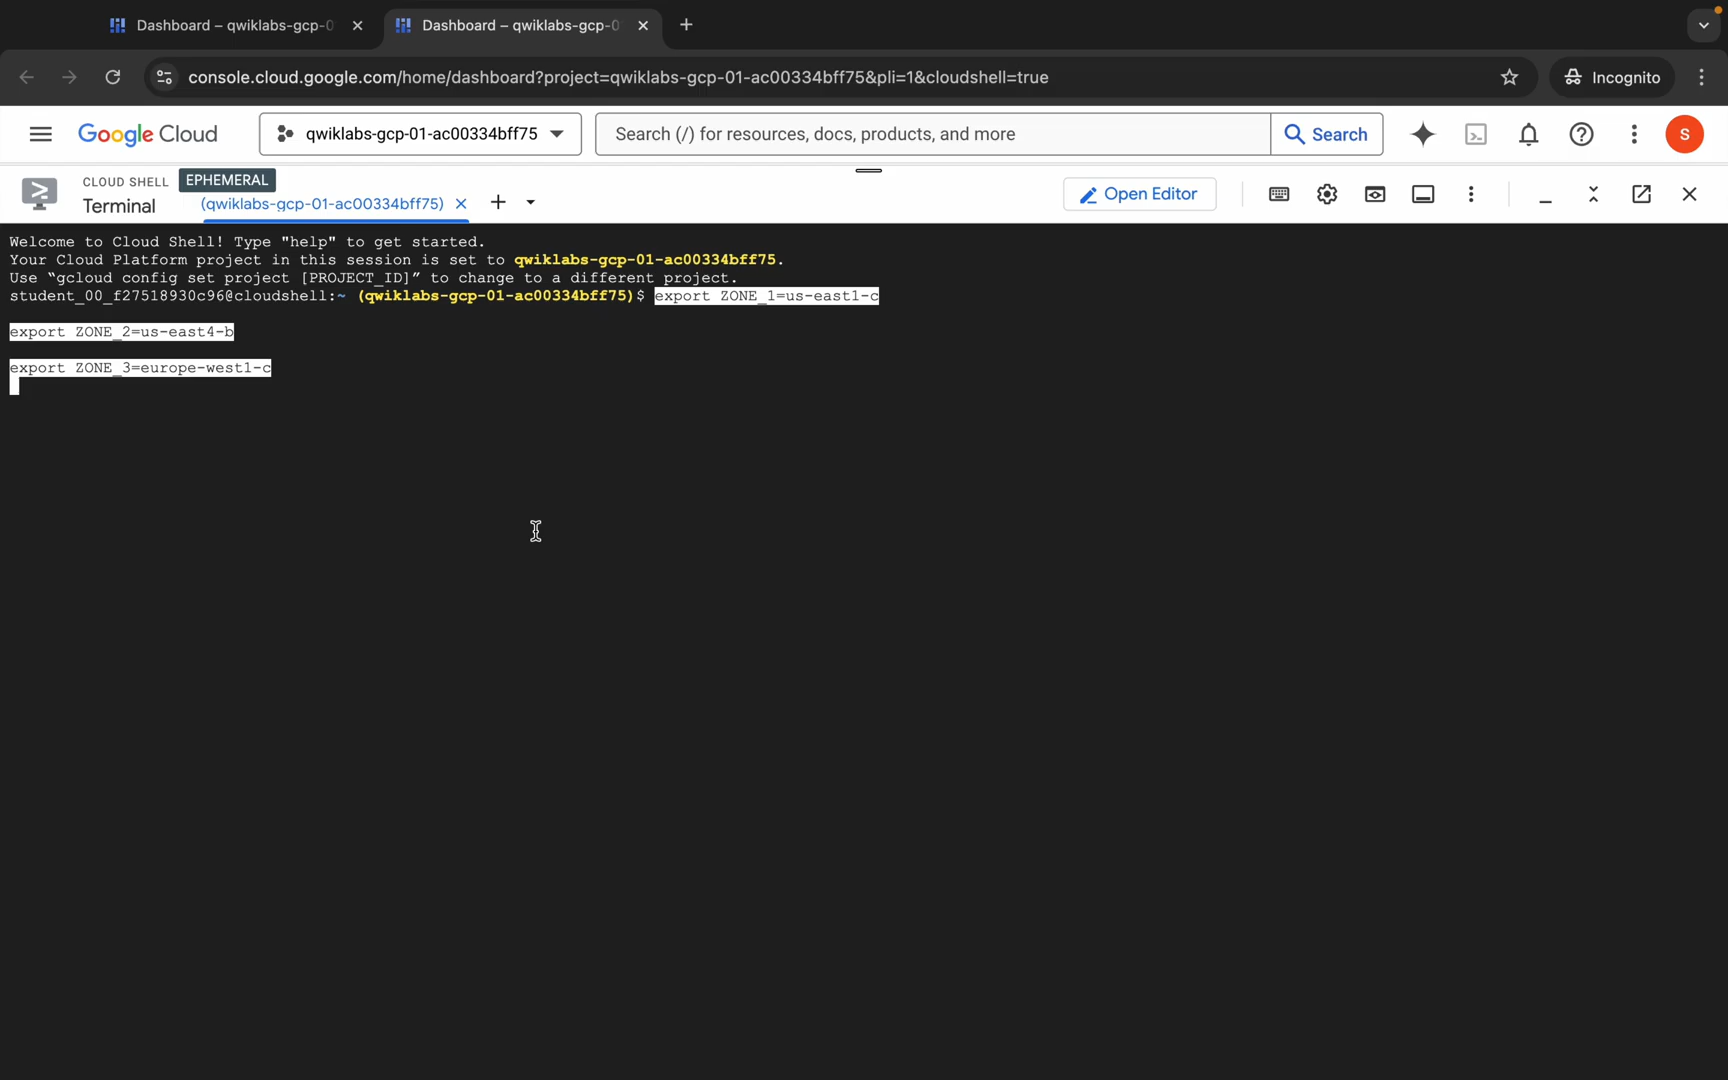 Dashboard – qwiklabs-gcp-0
Dashboard – qwiklabs-gcp-0
console.cloud.google.com/home/dashboard?project=qwiklabs-gcp-01-ac00334bff75&pli=1&cloudshell=true
Incognito
Google Cloud
qwiklabs-gcp-01-ac00334bff75
Search (/) for resources, docs, products, and more
Search
S
CLOUD SHELL
Terminal
EPHEMERAL
(qwiklabs-gcp-01-ac00334bff75)
Open Editor
Welcome to Cloud Shell! Type "help" to get started.
Your Cloud Platform project in this session is set to qwiklabs-gcp-01-ac00334bff75.
Use “gcloud config set project [PROJECT_ID]” to change to a different project.
student_00_f27518930c96@cloudshell:~ (qwiklabs-gcp-01-ac00334bff75)$ export ZONE_1=us-east1-c
export ZONE_2=us-east4-b
export ZONE_3=europe-west1-c